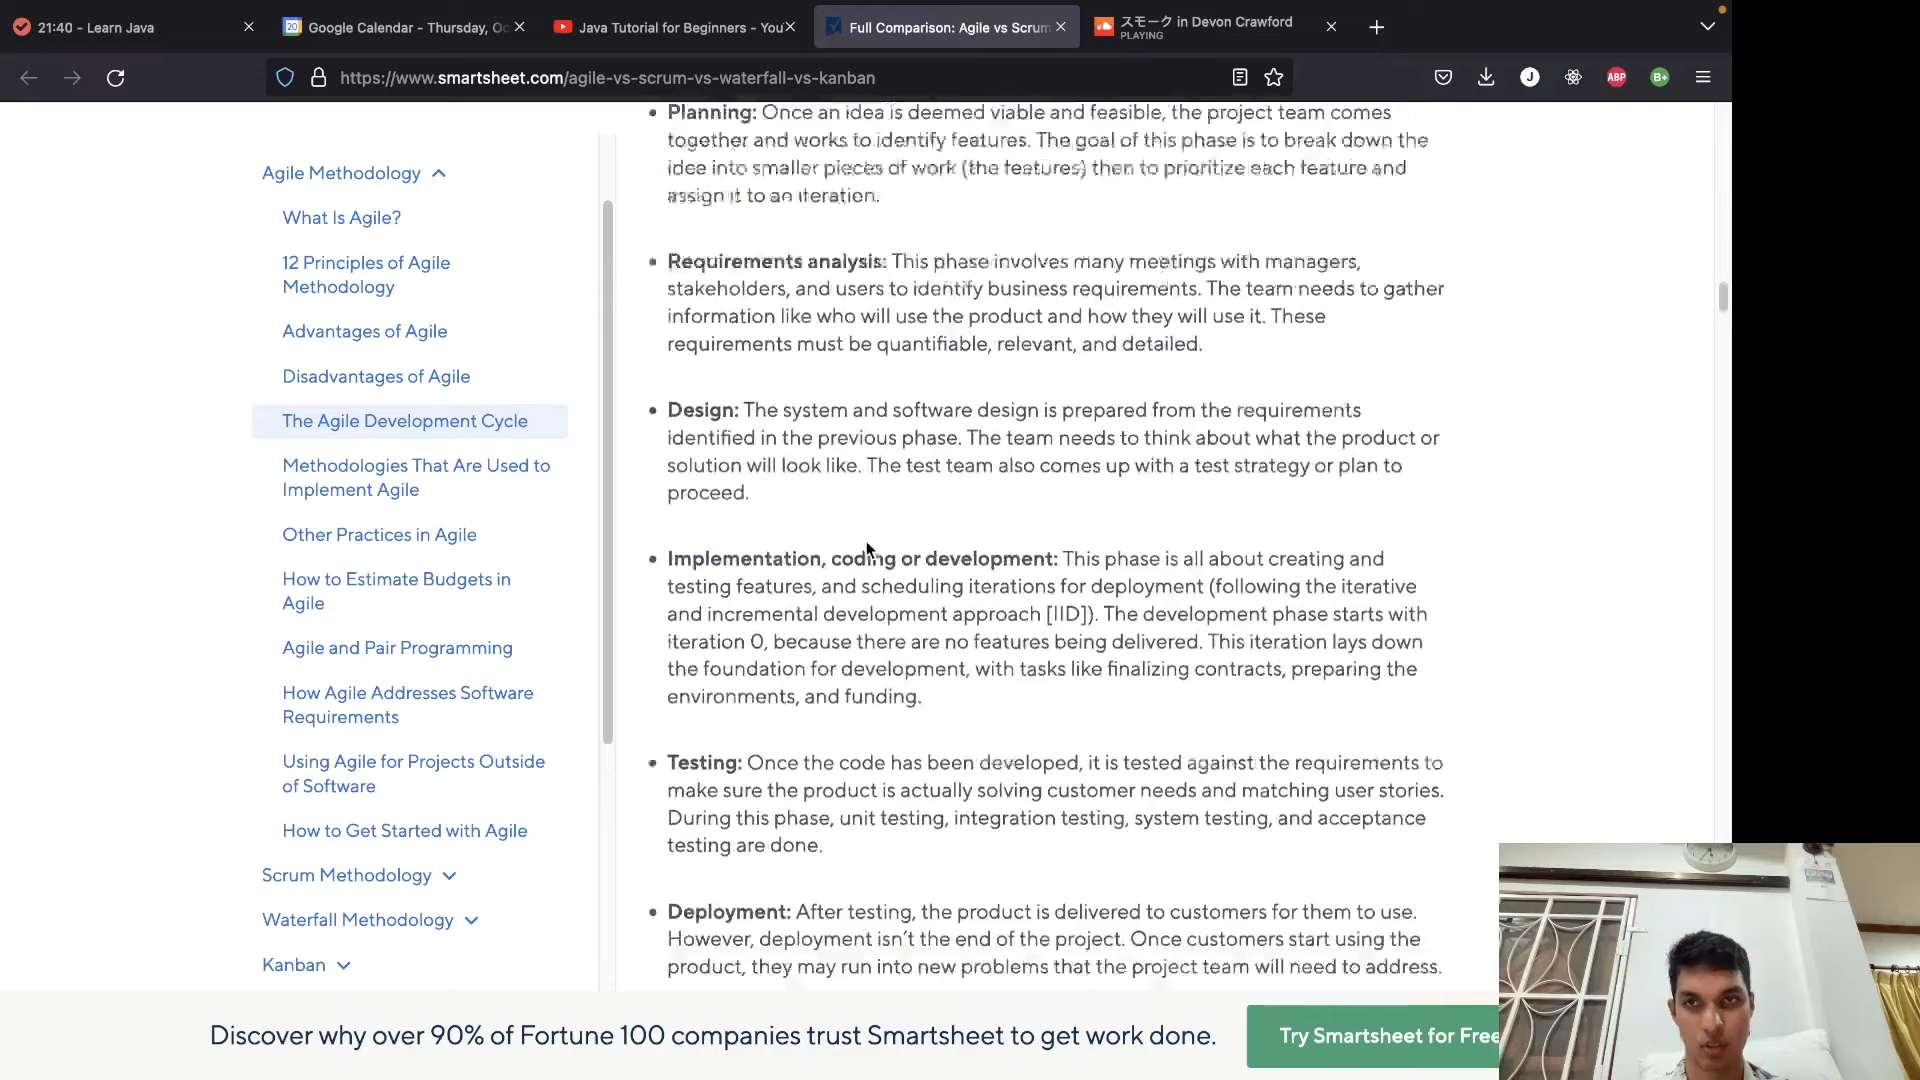 21:40 - Learn Java
Google Calendar - Thursday, Oc
Java Tutorial for Beginners - You
Full Comparison: Agile vs Scrum
スモーク in Devon Crawford
PLAYING
https://www.smartsheet.com/agile-vs-scrum-vs-waterfall-vs-kanban
J
ABP
B+
Agile Methodology
What Is Agile?
12 Principles of Agile
Methodology
Advantages of Agile
Disadvantages of Agile
The Agile Development Cycle
Methodologies That Are Used to
Implement Agile
Other Practices in Agile
How to Estimate Budgets in
Agile
Agile and Pair Programming
How Agile Addresses Software
Requirements
Using Agile for Projects Outside
of Software
How to Get Started with Agile
Scrum Methodology
Waterfall Methodology
Kanban
• Planning: Once an idea is deemed viable and feasible, the project team comes
together and works to identify features. The goal of this phase is to break down the
idea into smaller pieces of work (the features) then to prioritize each feature and
assign it to an iteration.
• Requirements analysis: This phase involves many meetings with managers,
stakeholders, and users to identify business requirements. The team needs to gather
information like who will use the product and how they will use it. These
requirements must be quantifiable, relevant, and detailed.
• Design: The system and software design is prepared from the requirements
identified in the previous phase. The team needs to think about what the product or
solution will look like. The test team also comes up with a test strategy or plan to
proceed.
• Implementation, coding or development: This phase is all about creating and
testing features, and scheduling iterations for deployment (following the iterative
and incremental development approach [IID]). The development phase starts with
iteration 0, because there are no features being delivered. This iteration lays down
the foundation for development, with tasks like finalizing contracts, preparing the
environments, and funding.
• Testing: Once the code has been developed, it is tested against the requirements to
make sure the product is actually solving customer needs and matching user stories.
During this phase, unit testing, integration testing, system testing, and acceptance
testing are done.
• Deployment: After testing, the product is delivered to customers for them to use.
However, deployment isn't the end of the project. Once customers start using the
product, they may run into new problems that the project team will need to address.
Discover why over 90% of Fortune 100 companies trust Smartsheet to get work done.
Try Smartsheet for Free